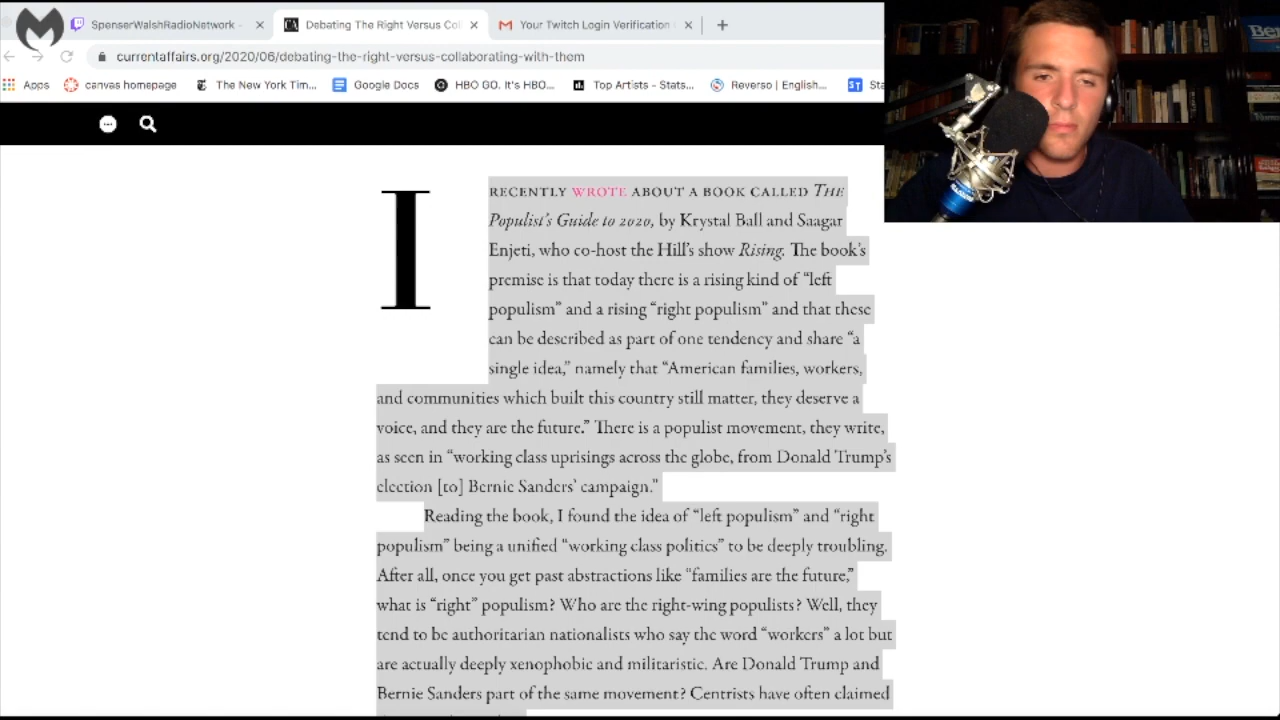 SpenserWalshRadioNetwork -
Debating The Right Versus Col
Your Twitch Login Verification
currentaffairs.org/2020/06/debating-the-right-versus-collaborating-with-them
Apps
canvas homepage
The New York Tim...
Google Docs
HBO GO. It's HBO...
Top Artists - Stats...
Reverso | English...
ST
Sta
Be
I
RECENTLY WROTE ABOUT A BOOK CALLED THE
Populist's Guide to 2020, by Krystal Ball and Saagar
Enjeti, who co-host the Hill's show Rising. The book's
premise is that today there is a rising kind of “left
populism” and a rising “right populism” and that these
can be described as part of one tendency and share “a
single idea,” namely that “American families, workers,
and communities which built this country still matter, they deserve a
voice, and they are the future.” There is a populist movement, they write,
as seen in “working class uprisings across the globe, from Donald Trump's
election [to] Bernie Sanders' campaign.”
Reading the book, I found the idea of “left populism” and “right
populism” being a unified “working class politics” to be deeply troubling.
After all, once you get past abstractions like “families are the future,”
what is “right” populism? Who are the right-wing populists? Well, they
tend to be authoritarian nationalists who say the word “workers” a lot but
are actually deeply xenophobic and militaristic. Are Donald Trump and
Bernie Sanders part of the same movement? Centrists have often claimed